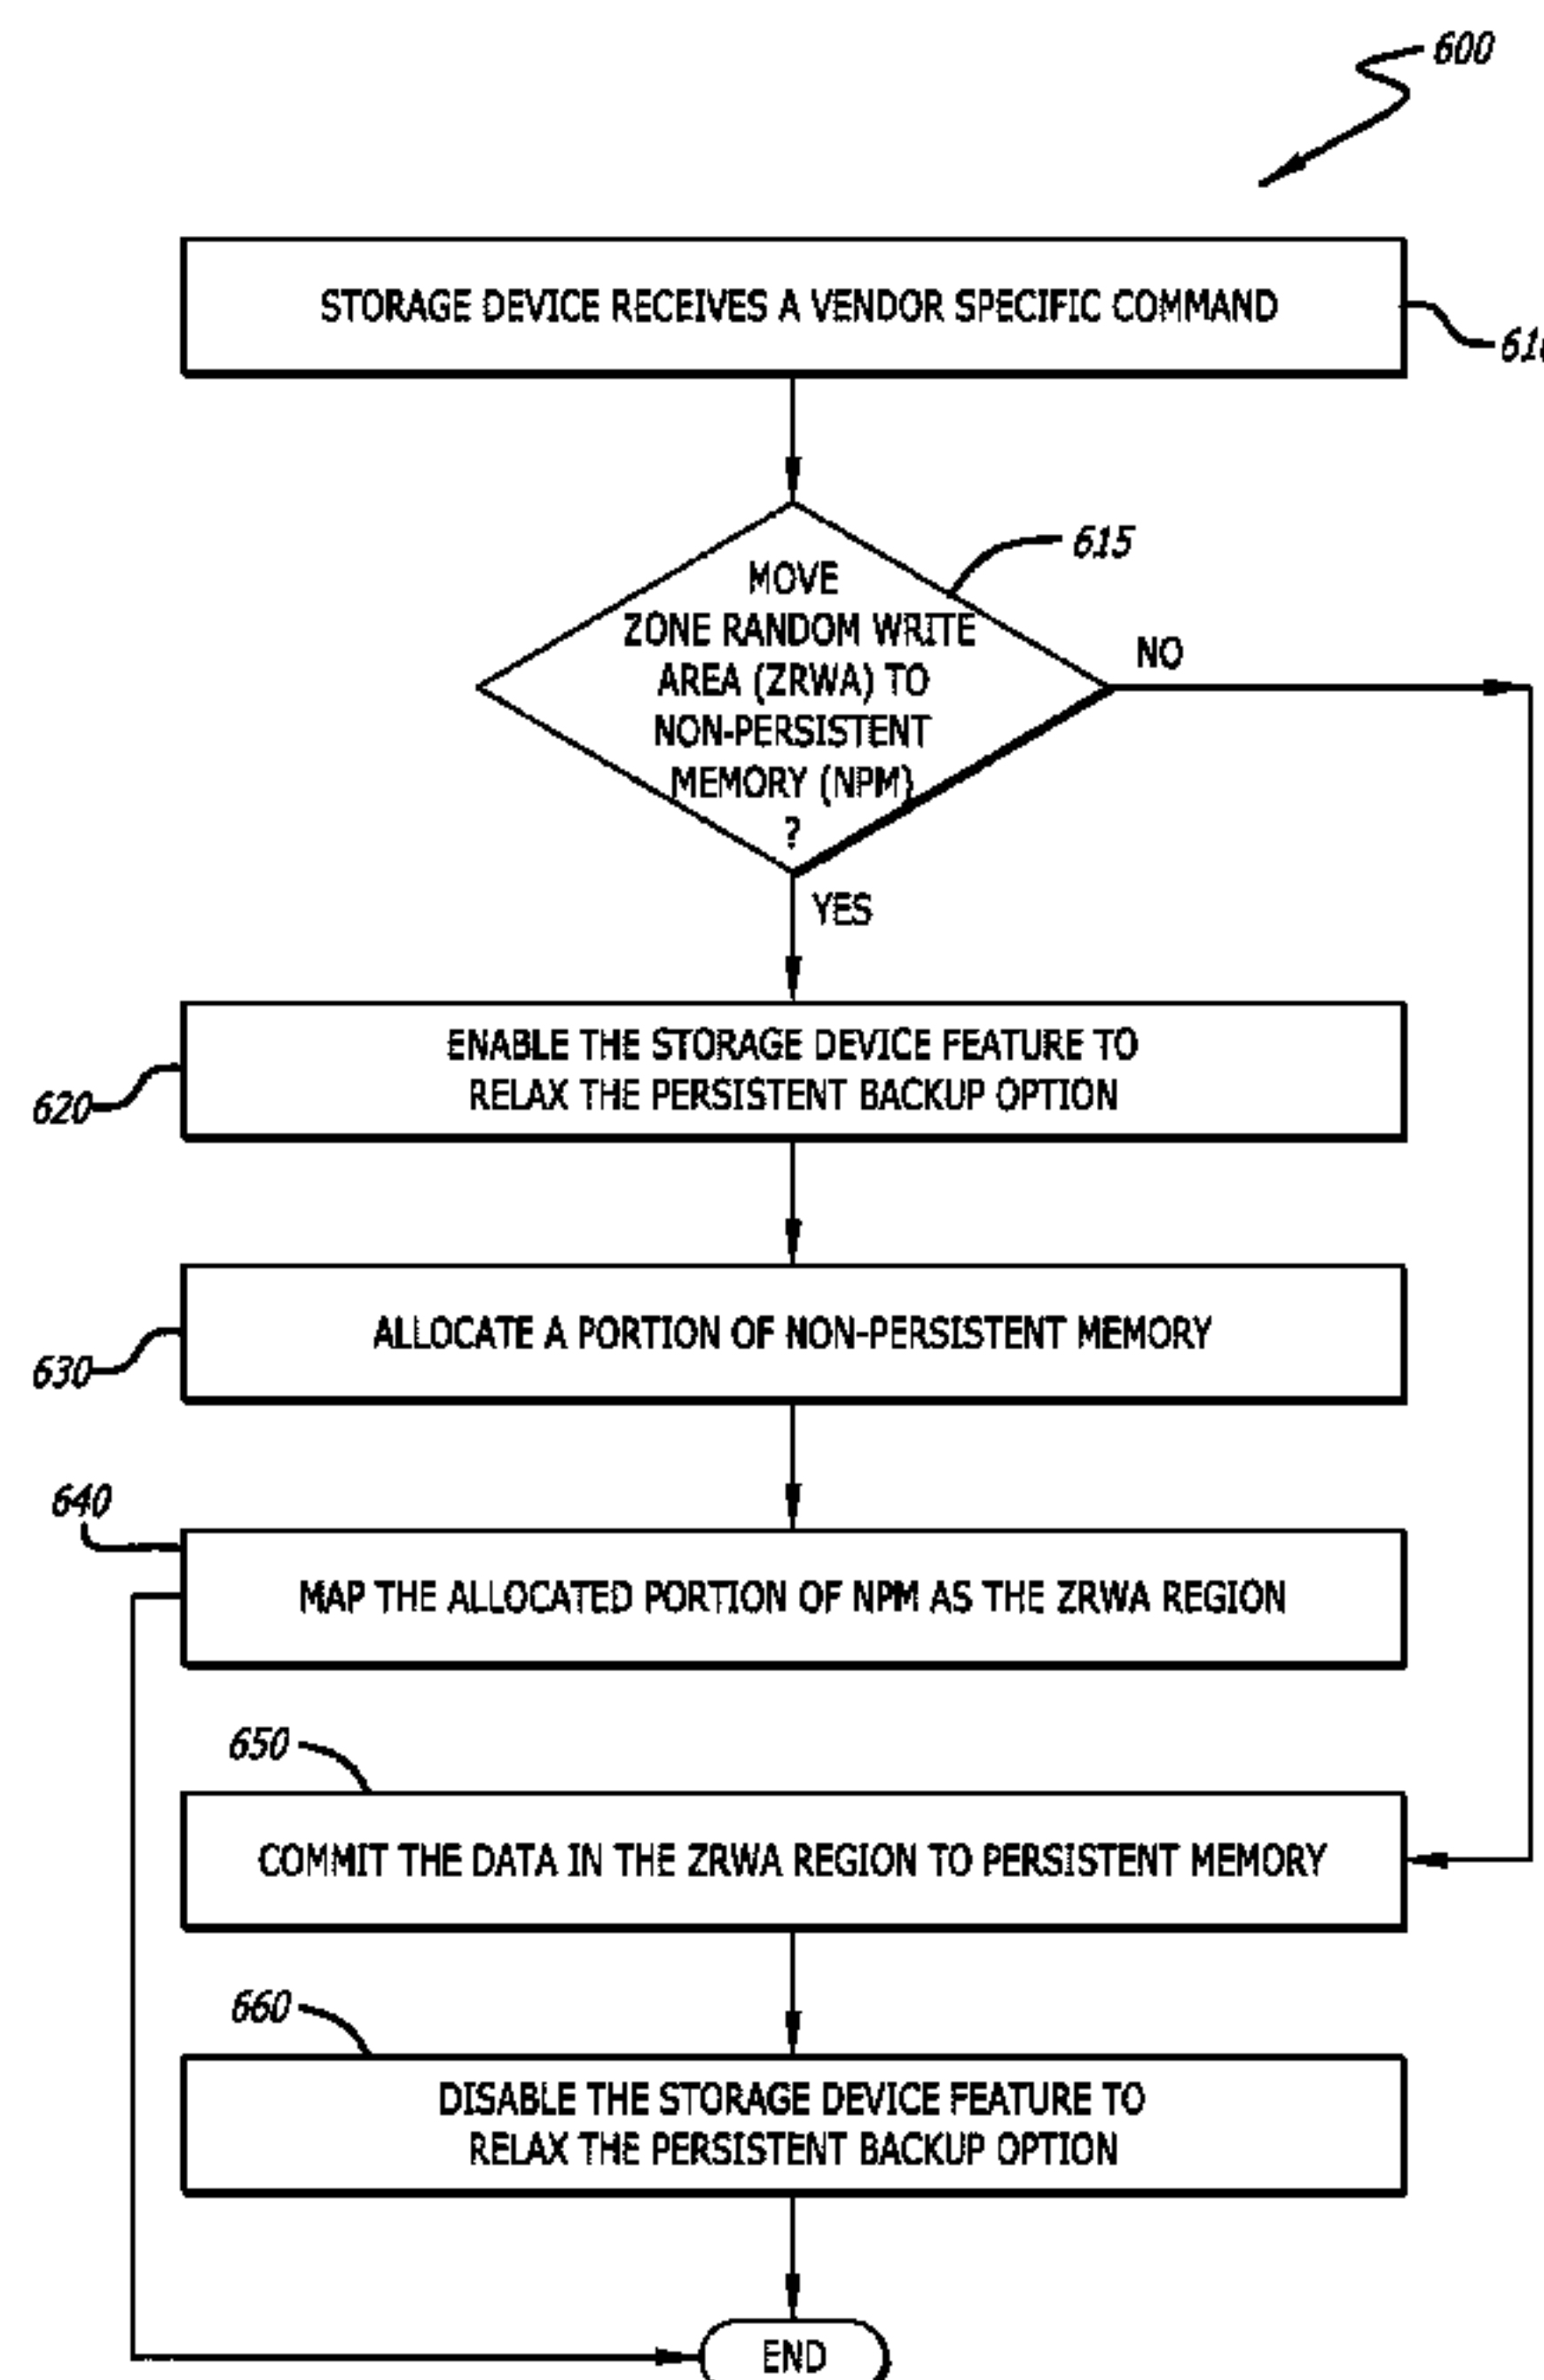 600
STORAGE DEVICE RECEIVES A VENDOR SPECIFIC COMMAND
615
MOVE
ZONE RANDOM WRITE
AREA (ZRWA) TO
NON-PERSISTENT
MEMORY (NPM)
?
NO
YES
ENABLE THE STORAGE DEVICE FEATURE TO
RELAX THE PERSISTENT BACKUP OPTION
620
ALLOCATE A PORTION OF NON-PERSISTENT MEMORY
630
640
MAP THE ALLOCATED PORTION OF NPM AS THE ZRWA REGION
650
COMMIT THE DATA IN THE ZRWA REGION TO PERSISTENT MEMORY
660
DISABLE THE STORAGE DEVICE FEATURE TO
RELAX THE PERSISTENT BACKUP OPTION
END